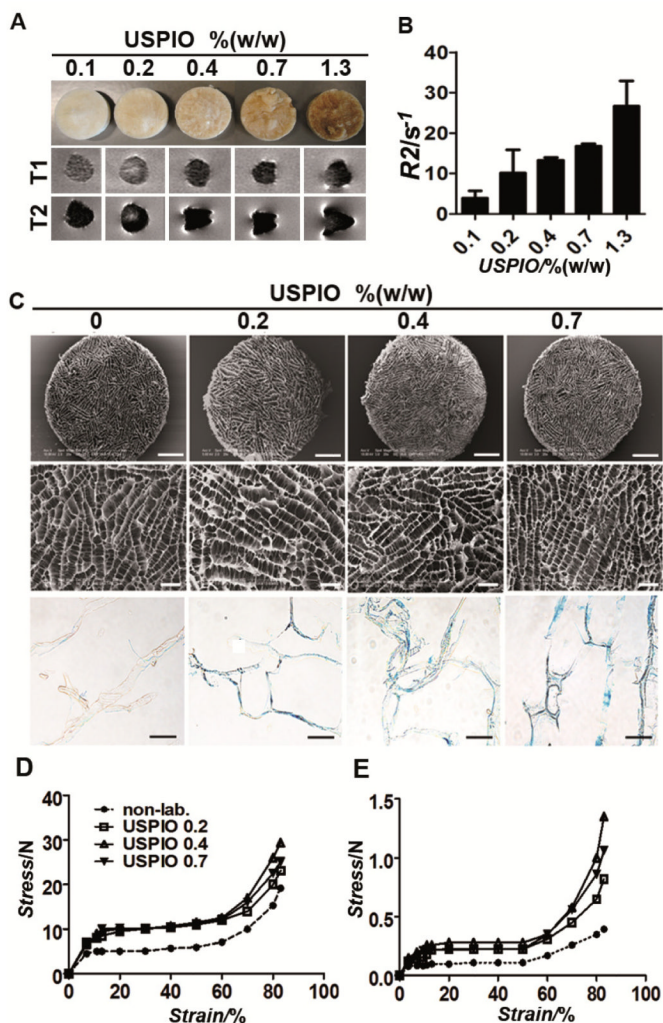 A
USPIO %(w/w)
0.1 0.2 0.4 0.7 1.3
T1
T2
B
R2/s-1
40
30
20
10
0
0.1 0.2 0.4 0.7 1.3
USPIO/%(w/w)
C
USPIO %(w/w)
0 0.2 0.4 0.7
D
Stress/N
40
30
20
10
0
non-lab.
USPIO 0.2
USPIO 0.4
USPIO 0.7
0 20 40 60 80 100
Strain/%
E
Stress/N
1.5
1.0
0.5
0.0
0 20 40 60 80 100
Strain/%